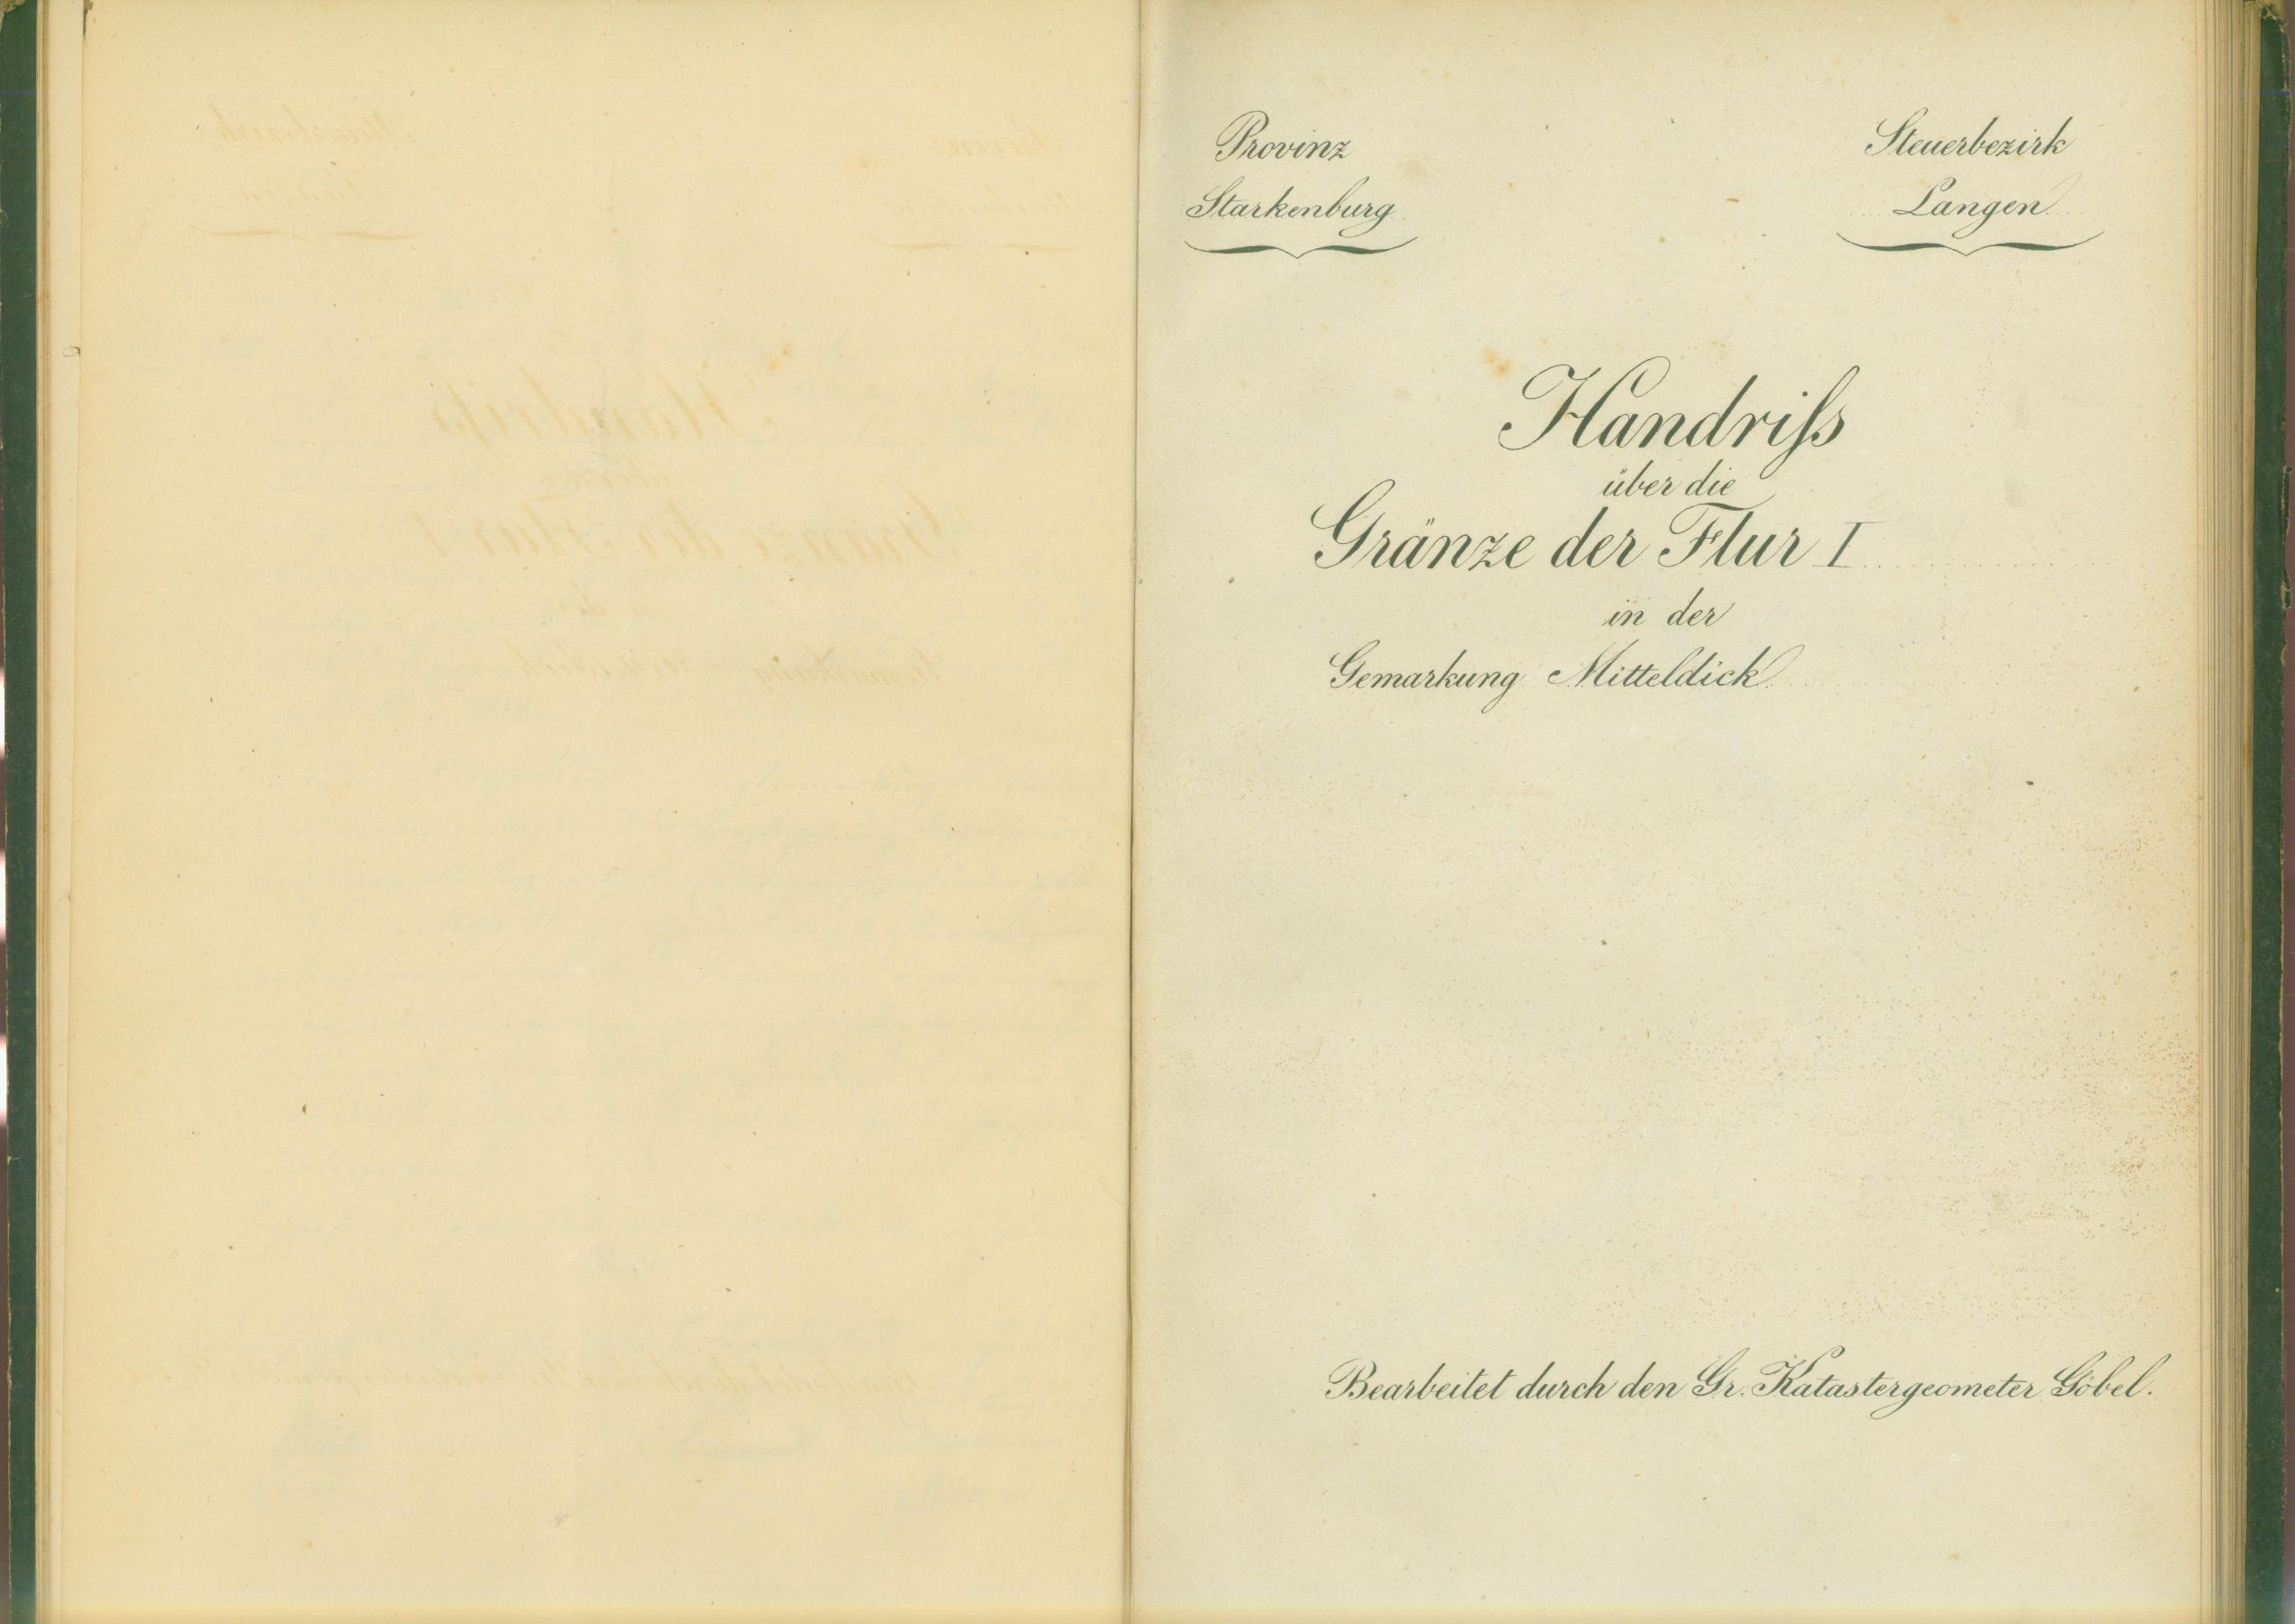 Provinz
Starkenburg
Steuerbezirk
Langen
Handriſs
über die
Gränze der Flur I
in der
Gemarkung Mitteldick
Bearbeitet durch den Gr. Katastergeometer Göbel.